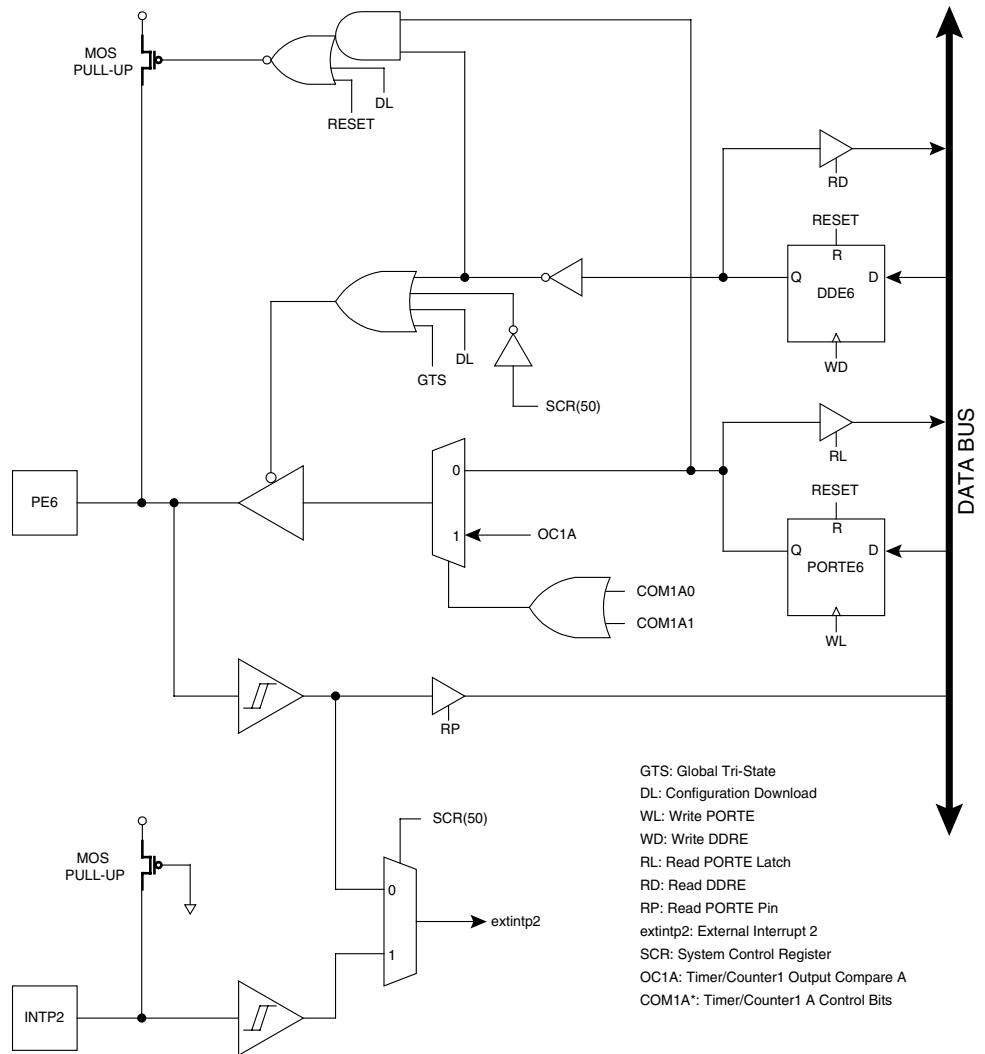 MOS
PULL-UP
DL
RESET
RD
RESET
R
Q
D
DDE6
WD
DL
GTS
SCR(50)
RL
DATA BUS
0
PE6
RESET
R
1
OC1A
Q
D
PORTE6
COM1A0
COM1A1
WL
RP
GTS: Global Tri-State
DL: Configuration Download
WL: Write PORTE
WD: Write DDRE
RL: Read PORTE Latch
RD: Read DDRE
RP: Read PORTE Pin
extintp2: External Interrupt 2
SCR: System Control Register
OC1A: Timer/Counter1 Output Compare A
COM1A*: Timer/Counter1 A Control Bits
SCR(50)
MOS
PULL-UP
0
extintp2
1
INTP2